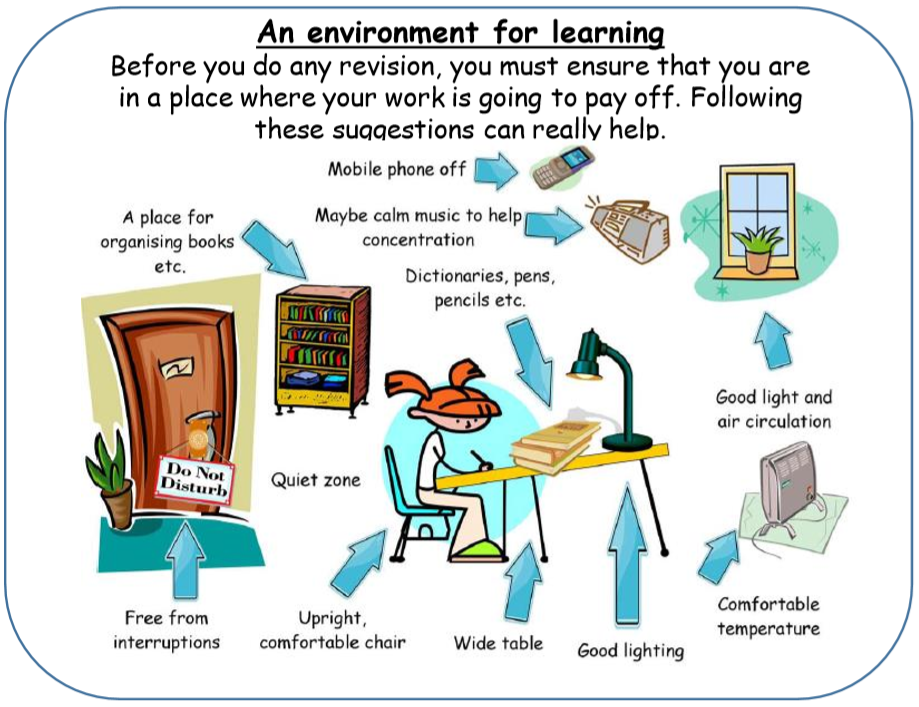 An environment for learning
Before you do any revision, you must ensure that you are
in a place where your work is going to pay off. Following
these suggestions can really help.
Mobile phone off
Maybe calm music to help
concentration
A place for
organising books
etc.
Dictionaries, pens,
pencils etc.
Good light and
air circulation
Do Not
Disturb
Quiet zone
Free from
interruptions
Upright,
comfortable chair
Wide table
Good lighting
Comfortable
temperature